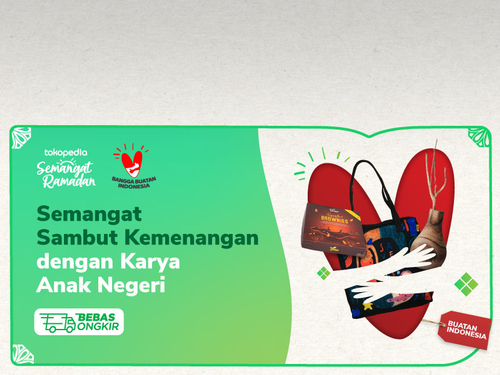 tokopedia
Semangat
Ramadan
BANGGA BUATAN
INDONESIA
Semangat
Sambut Kemenangan
dengan Karya
Anak Negeri
BEBAS
ONGKIR
BROWNIES
BUATAN
INDONESIA